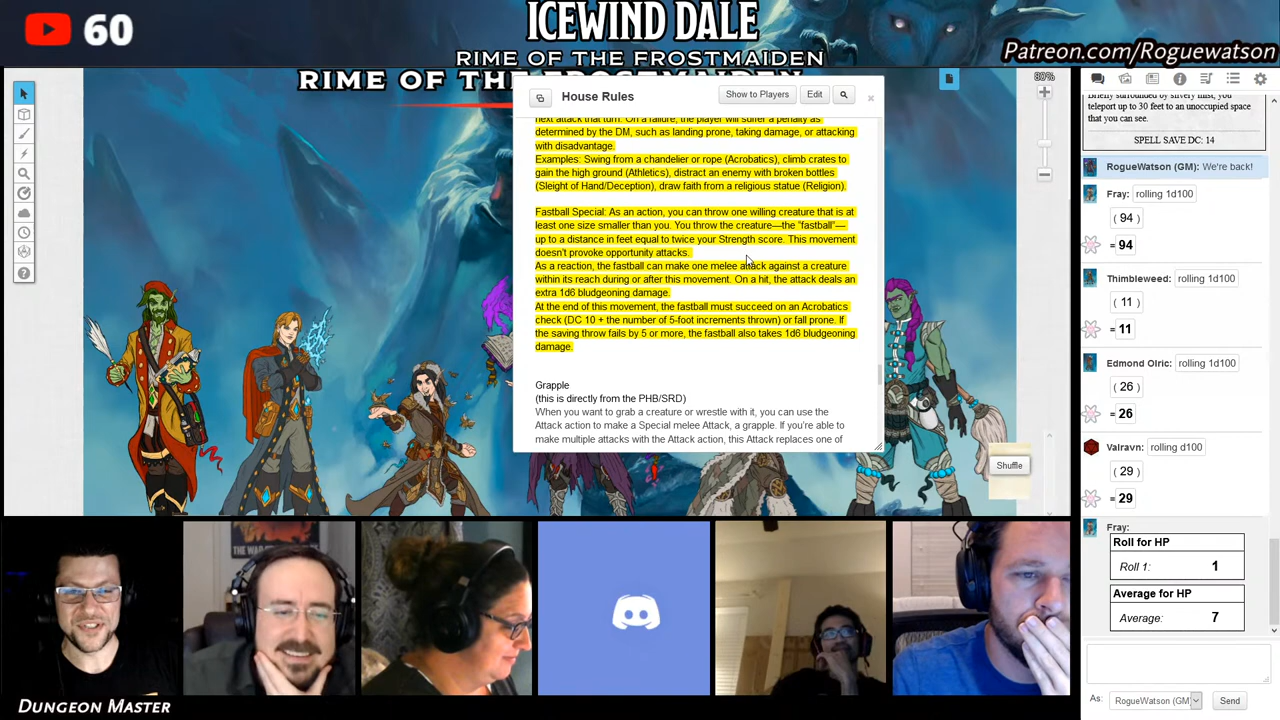 60
ICEWIND DALE
RIME OF THE FROSTMAIDEN
Patreon.com/Roguewatson
RIME OF THE FROSTMAIDEN
House Rules
Show to Players
Edit
80%
next attack that turn. On a failure, the player will suffer a penalty as
determined by the DM, such as landing prone, taking damage, or attacking
with disadvantage.
Examples: Swing from a chandelier or rope (Acrobatics), climb crates to
gain the high ground (Athletics), distract an enemy with broken bottles
(Sleight of Hand/Deception), draw faith from a religious statue (Religion).
Fastball Special: As an action, you can throw one willing creature that is at
least one size smaller than you. You throw the creature—the "fastball"—
up to a distance in feet equal to twice your Strength score. This movement
doesn't provoke opportunity attacks.
As a reaction, the fastball can make one melee attack against a creature
within its reach during or after this movement. On a hit, the attack deals an
extra 1d6 bludgeoning damage.
At the end of this movement, the fastball must succeed on an Acrobatics
check (DC 10 + the number of 5-foot increments thrown) or fall prone. If
the saving throw fails by 5 or more, the fastball also takes 1d6 bludgeoning
damage.
Grapple
(this is directly from the PHB/SRD)
When you want to grab a creature or wrestle with it, you can use the
Attack action to make a Special melee Attack, a grapple. If you're able to
make multiple attacks with the Attack action, this Attack replaces one of
Shuffle
Briefly surrounded by silvery mist, you
teleport up to 30 feet to an unoccupied space
that you can see.
SPELL SAVE DC: 14
RogueWatson (GM): We're back!
Fray: rolling 1d100
( 94 )
= 94
Thimbleweed: rolling 1d100
( 11 )
= 11
Edmond Olric: rolling 1d100
( 26 )
= 26
Valravn: rolling d100
( 29 )
= 29
Fray:
Roll for HP
Roll 1: 1
Average for HP
Average: 7
As: RogueWatson (GM)
Send
DUNGEON MASTER